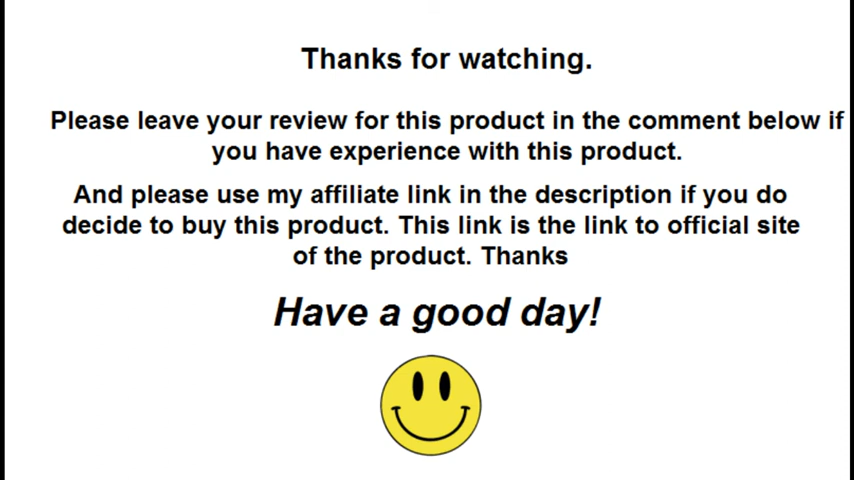 Thanks for watching.
Please leave your review for this product in the comment below if
you have experience with this product.
And please use my affiliate link in the description if you do
decide to buy this product. This link is the link to official site
of the product. Thanks
Have a good day!